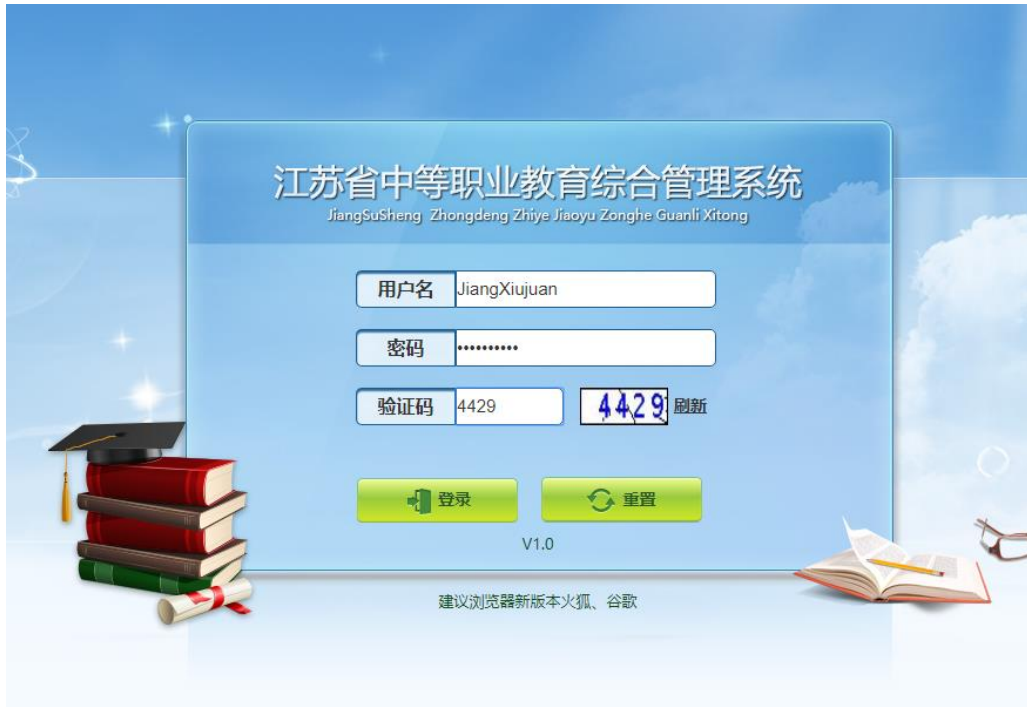 江苏省中等职业教育综合管理系统
JiangSuSheng Zhongdeng Zhiye Jiaoyu Zonghe Guanli Xitong
用户名 JiangXiujuan
密码 ••••••••••
验证码 4429 4429 刷新
登录 重置
V1.0
建议浏览器新版本火狐、谷歌